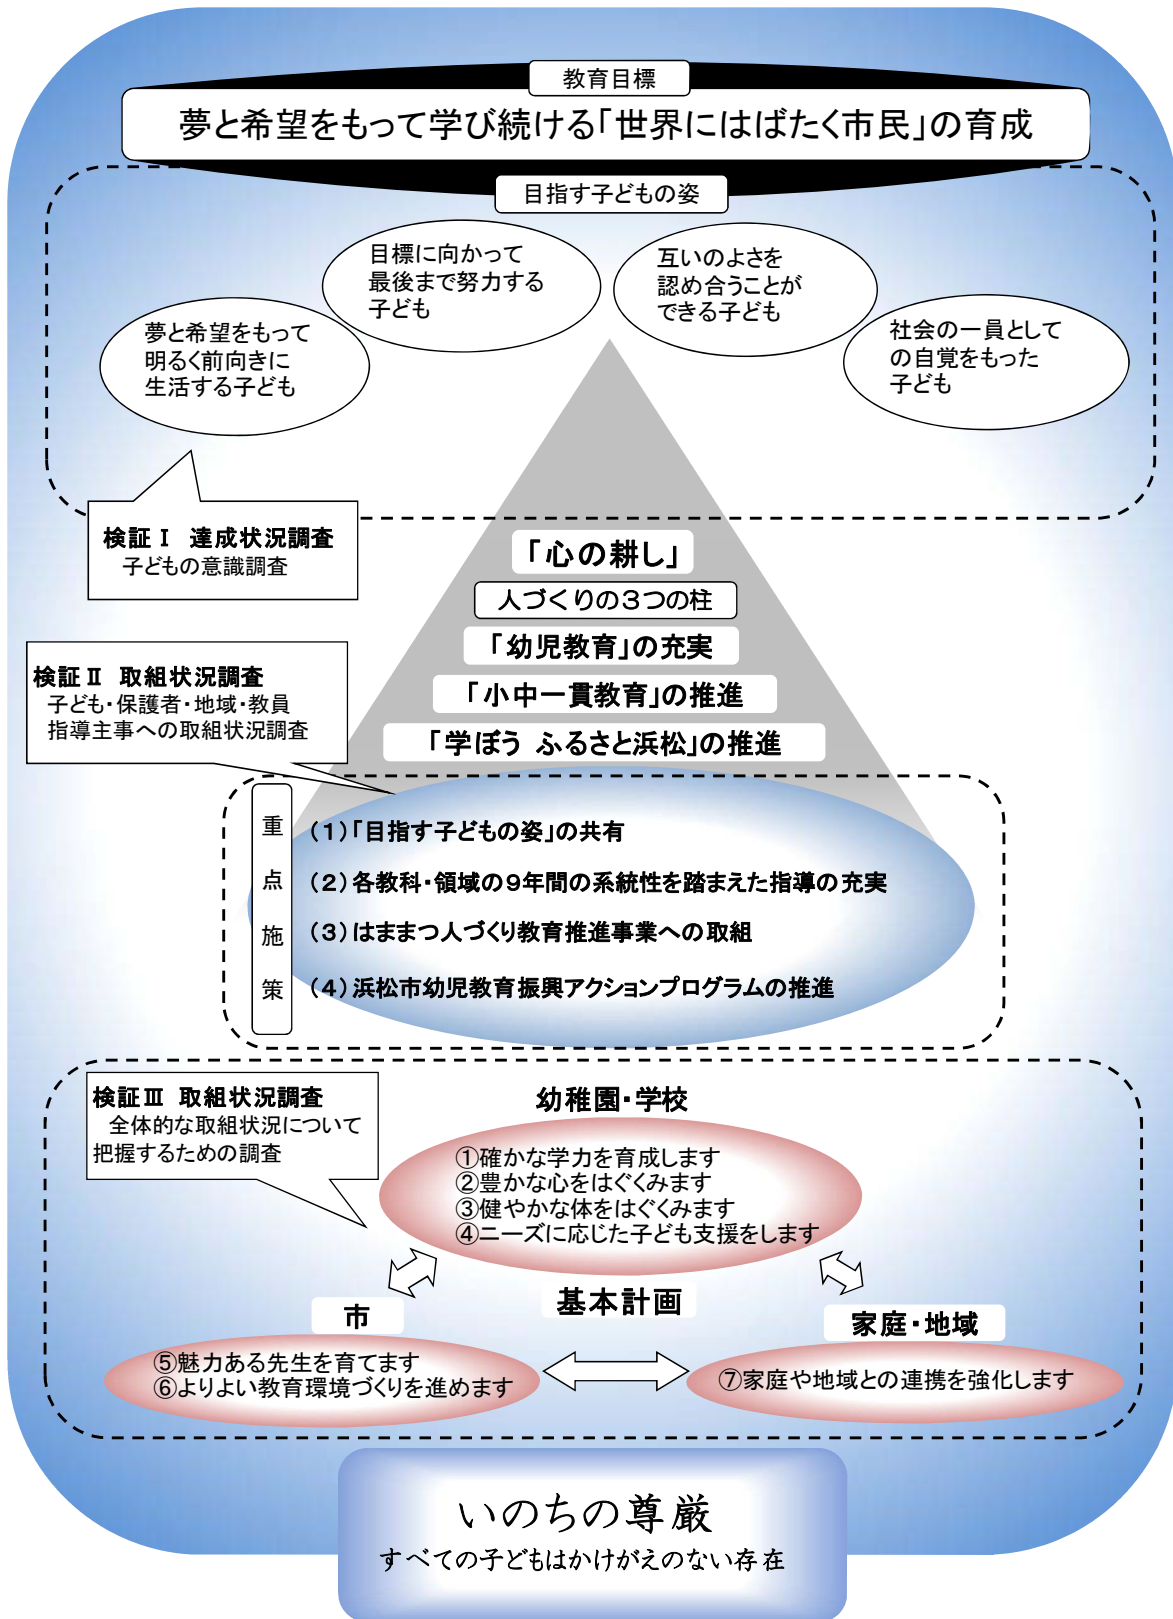 教育目標
夢と希望をもって学び続ける「世界にはばたく市民」の育成
目指す子どもの姿
夢と希望をもって
明るく前向きに
生活する子ども
目標に向かって
最後まで努力する
子ども
互いのよさを
認め合うことが
できる子ども
社会の一員として
の自覚をもった
子ども
検証Ⅰ 達成状況調査
子どもの意識調査
「心の耕し」
人づくりの3つの柱
「幼児教育」の充実
「小中一貫教育」の推進
「学ぼう ふるさと浜松」の推進
検証Ⅱ 取組状況調査
子ども・保護者・地域・教員
指導主事への取組状況調査
重点施策
(1)「目指す子どもの姿」の共有
(2)各教科・領域の9年間の系統性を踏まえた指導の充実
(3)はままつ人づくり教育推進事業への取組
(4)浜松市幼児教育振興アクションプログラムの推進
検証Ⅲ 取組状況調査
全体的な取組状況について
把握するための調査
幼稚園・学校
①確かな学力を育成します
②豊かな心をはぐくみます
③健やかな体をはぐくみます
④ニーズに応じた子ども支援をします
基本計画
市
⑤魅力ある先生を育てます
⑥よりよい教育環境づくりを進めます
家庭・地域
⑦家庭や地域との連携を強化します
いのちの尊厳
すべての子どもはかけがえのない存在